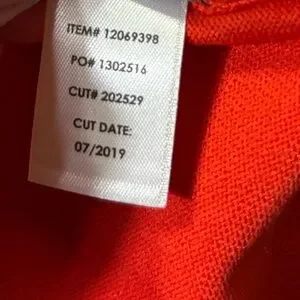 ITEM# 12069398
PO# 1302516
CUT# 202529
CUT DATE:
07/2019